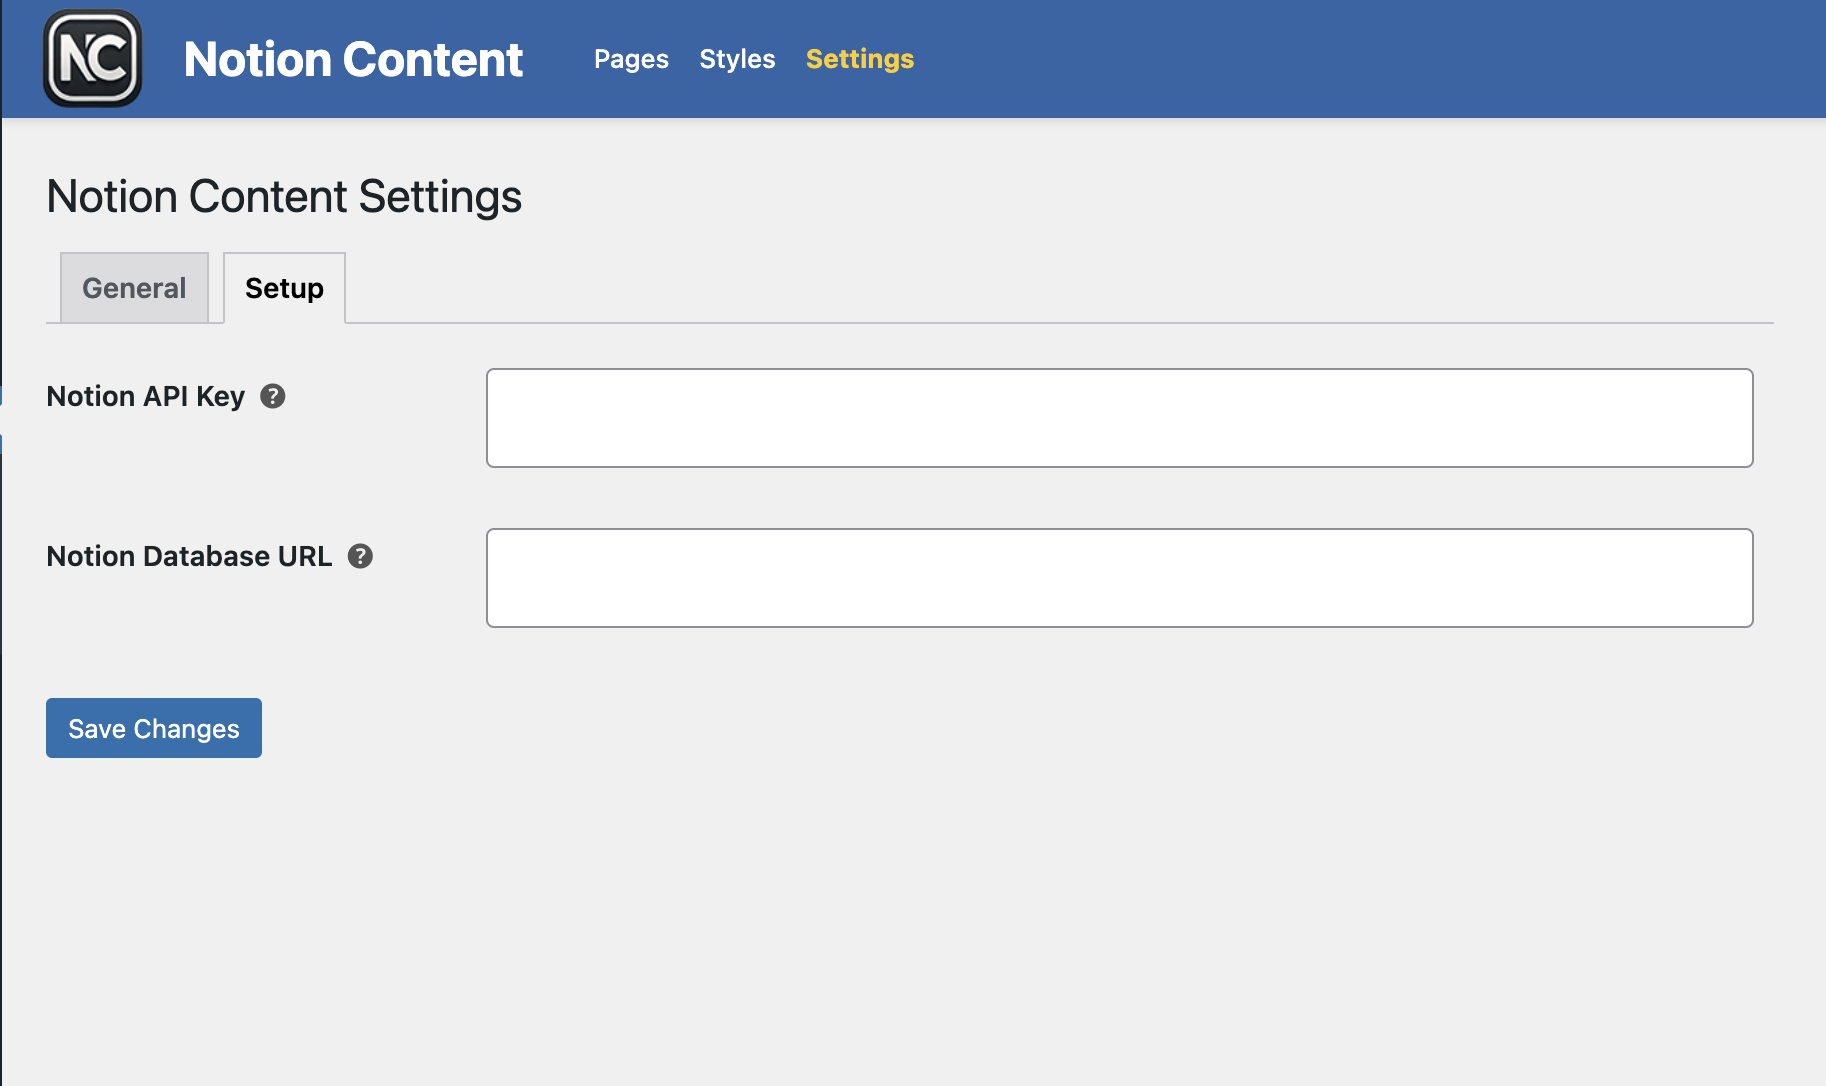 NC
Notion Content
Pages
Styles
Settings
Notion Content Settings
General
Setup
Notion API Key ?
Notion Database URL ?
Save Changes